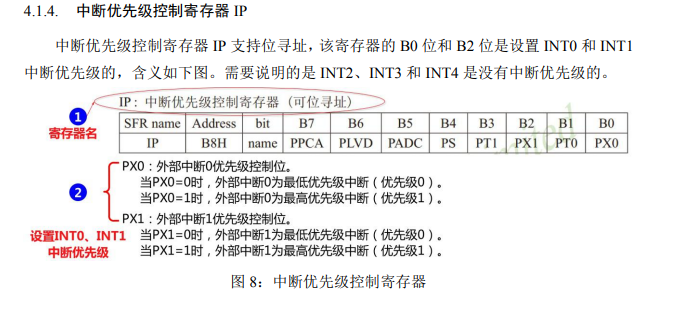 4.1.4. 中断优先级控制寄存器 IP
中断优先级控制寄存器 IP 支持位寻址，该寄存器的 B0 位和 B2 位是设置 INT0 和 INT1
中断优先级的，含义如下图。需要说明的是 INT2、INT3 和 INT4 是没有中断优先级的。
IP：中断优先级控制寄存器（可位寻址）
1
寄存器名
SFR name Address bit B7 B6 B5 B4 B3 B2 B1 B0
IP B8H name PPCA PLVD PADC PS PT1 PX1 PT0 PX0
PX0：外部中断0优先级控制位。
当PX0=0时，外部中断0为最低优先级中断（优先级0）。
当PX0=1时，外部中断0为最高优先级中断（优先级1）。
2
PX1：外部中断1优先级控制位。
当PX1=0时，外部中断1为最低优先级中断（优先级0）。
当PX1=1时，外部中断1为最高优先级中断（优先级1）。
设置INT0、INT1
中断优先级
图 8：中断优先级控制寄存器